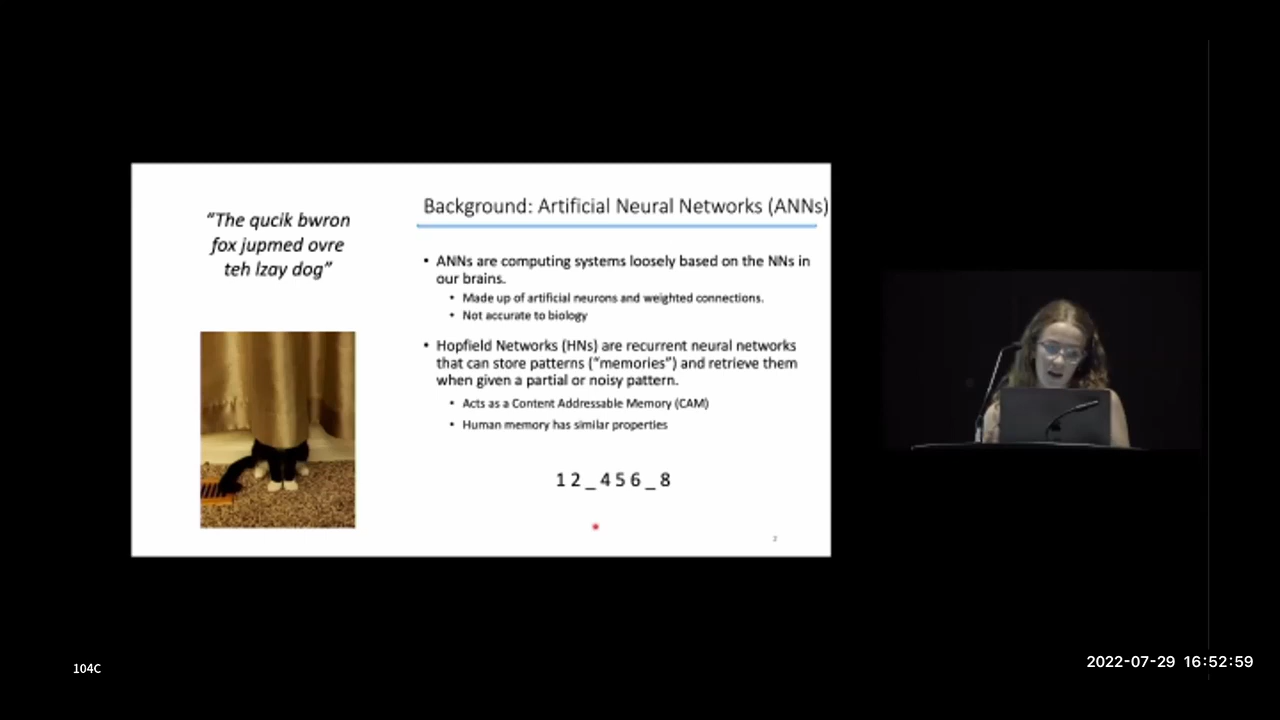 “The qucik bwron
fox jupmed ovre
teh lzay dog”
Background: Artificial Neural Networks (ANNs)
• ANNs are computing systems loosely based on the NNs in
our brains.
• Made up of artificial neurons and weighted connections.
• Not accurate to biology
• Hopfield Networks (HNs) are recurrent neural networks
that can store patterns (“memories”) and retrieve them
when given a partial or noisy pattern.
• Acts as a Content Addressable Memory (CAM)
• Human memory has similar properties
1 2 _ 4 5 6 _ 8
2
104C
2022-07-29 16:52:59